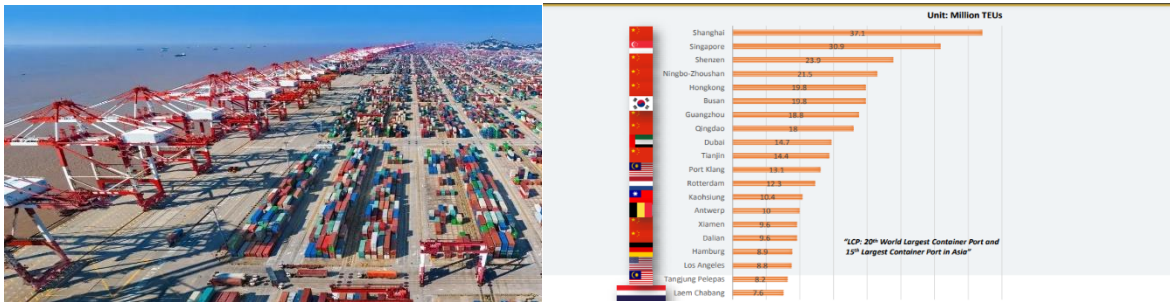 Unit: Million TEUs
Shanghai 37.1
Singapore 30.9
Shenzen 23.9
Ningbo-Zhoushan 21.5
Hongkong 19.8
Busan 19.8
Guangzhou 18.8
Qingdao 18
Dubai 14.7
Tianjin 14.4
Port Klang 13.1
Rotterdam 12.3
Kaohsiung 10.4
Antwerp 10
Xiamen 9.6
Dalian 9.6
Hamburg 8.9
Los Angeles 8.8
Tangjung Pelepas
Laem Chabang 7.6
"LCP: 20th World Largest Container Port and
15th Largest Container Port in Asia"